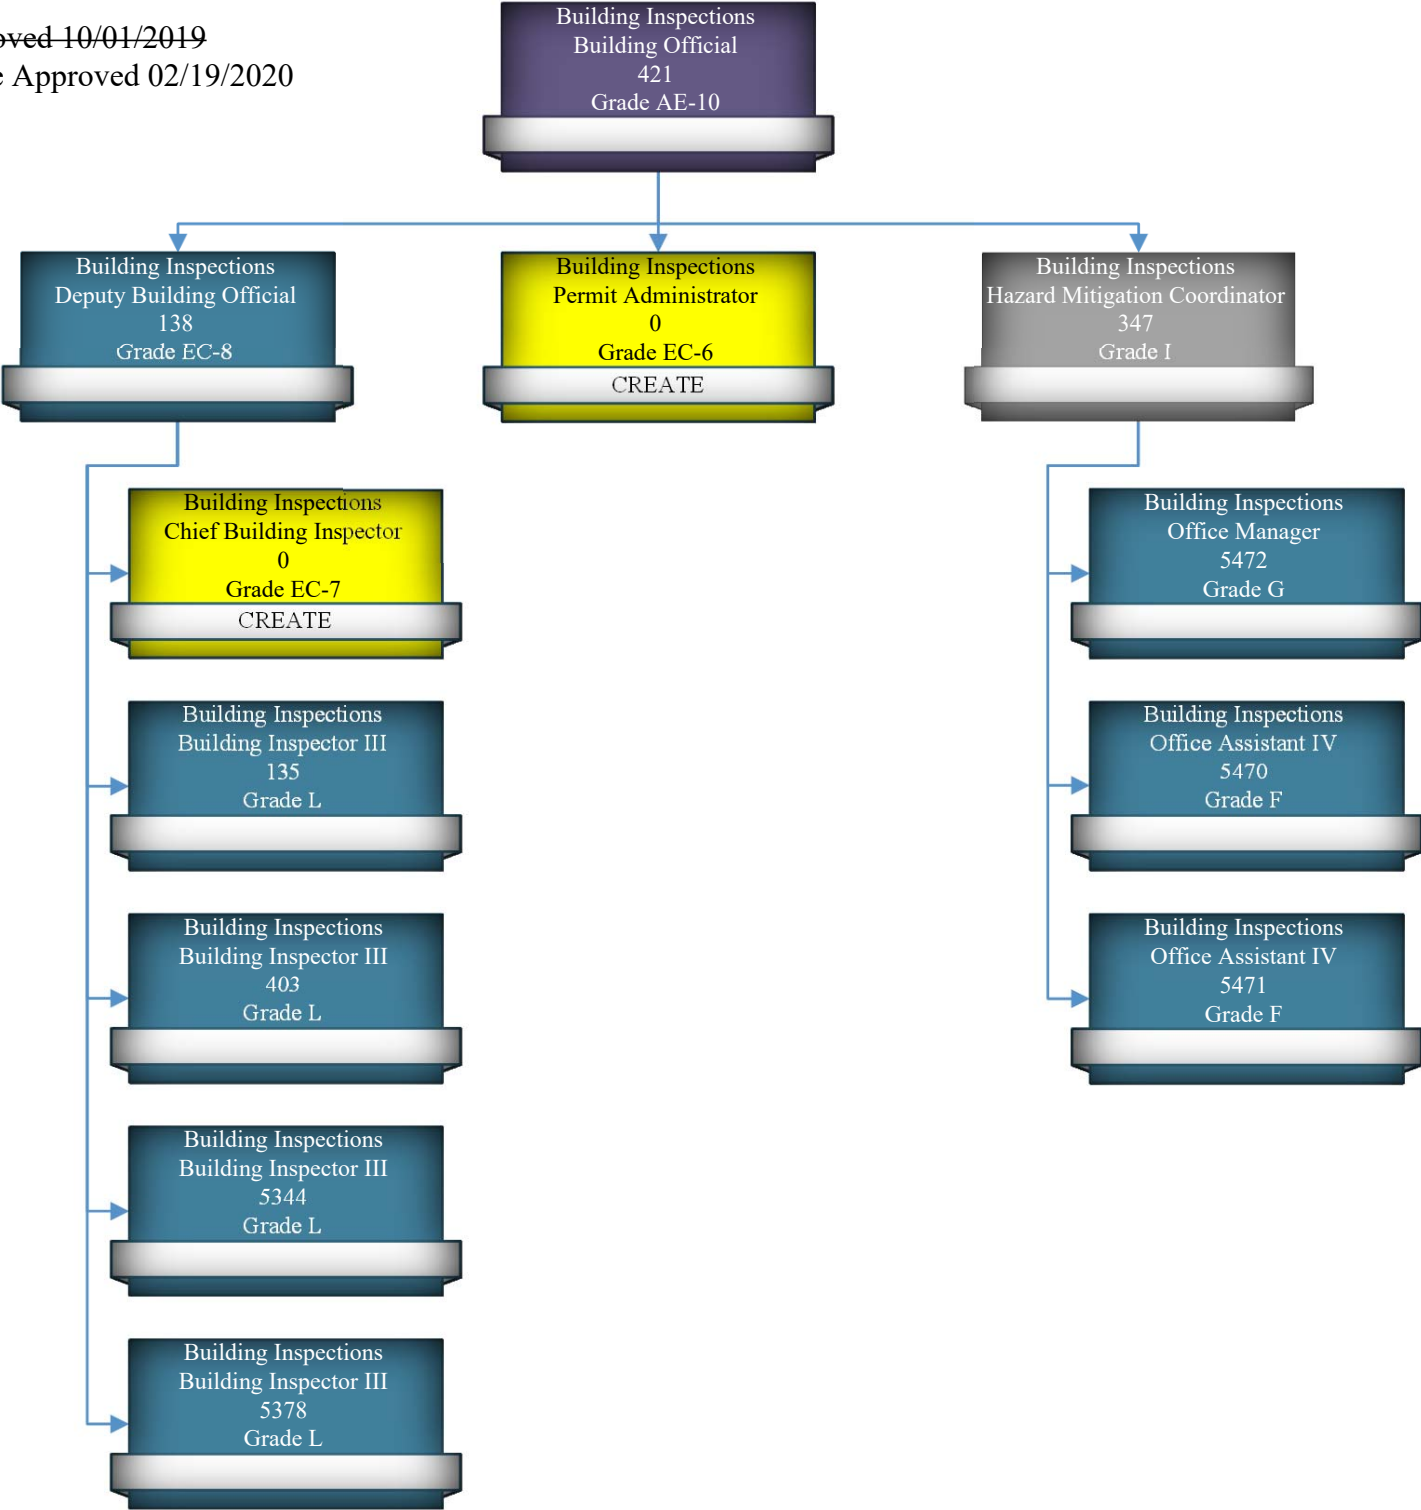 10/01/2019
Approved 02/19/2020
Building Inspections
Building Official
421
Grade AE-10
Building Inspections
Deputy Building Official
138
Grade EC-8
Building Inspections
Permit Administrator
0
Grade EC-6
CREATE
Building Inspections
Hazard Mitigation Coordinator
347
Grade I
Building Inspections
Chief Building Inspector
0
Grade EC-7
CREATE
Building Inspections
Building Inspector III
135
Grade L
Building Inspections
Building Inspector III
403
Grade L
Building Inspections
Building Inspector III
5344
Grade L
Building Inspections
Building Inspector III
5378
Grade L
Building Inspections
Office Manager
5472
Grade G
Building Inspections
Office Assistant IV
5470
Grade F
Building Inspections
Office Assistant IV
5471
Grade F